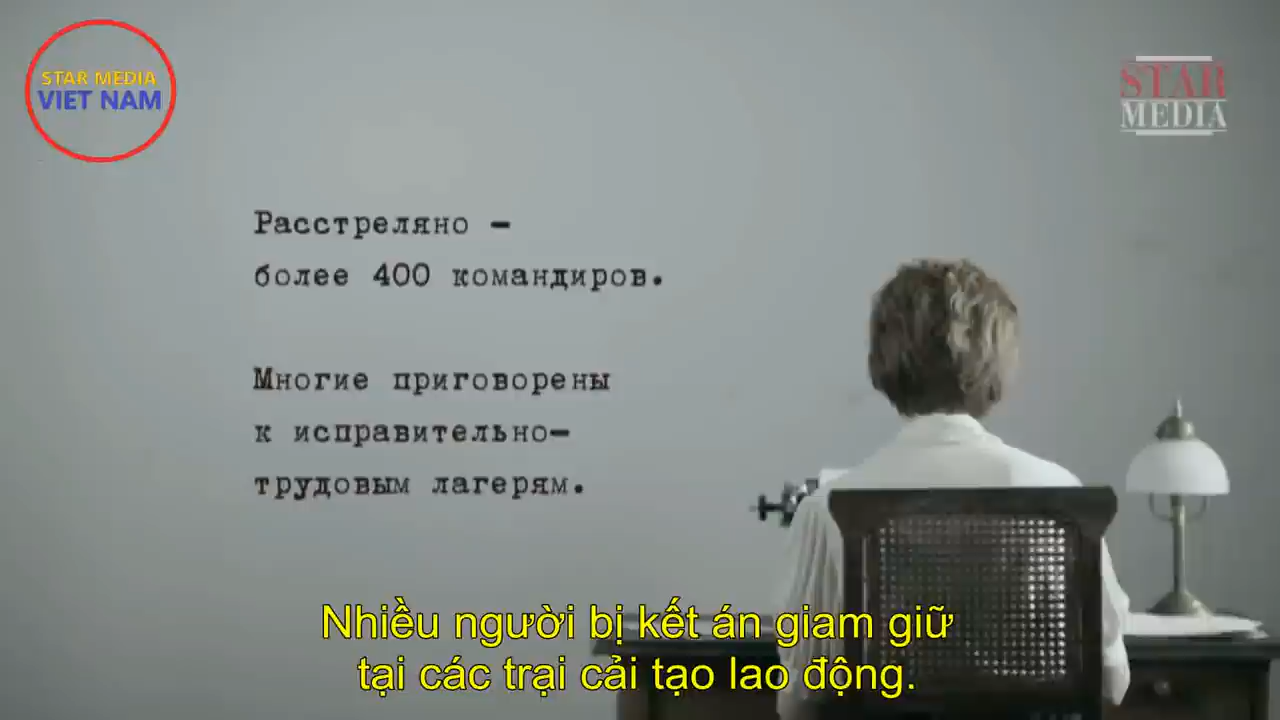 STAR MEDIA
VIET NAM
STAR
MEDIA
Расстреляно –
более 400 командиров.
Многие приговорены
к исправительно-
трудовым лагерям.
Nhiều người bị kết án giam giữ
tại các trại cải tạo lao động.